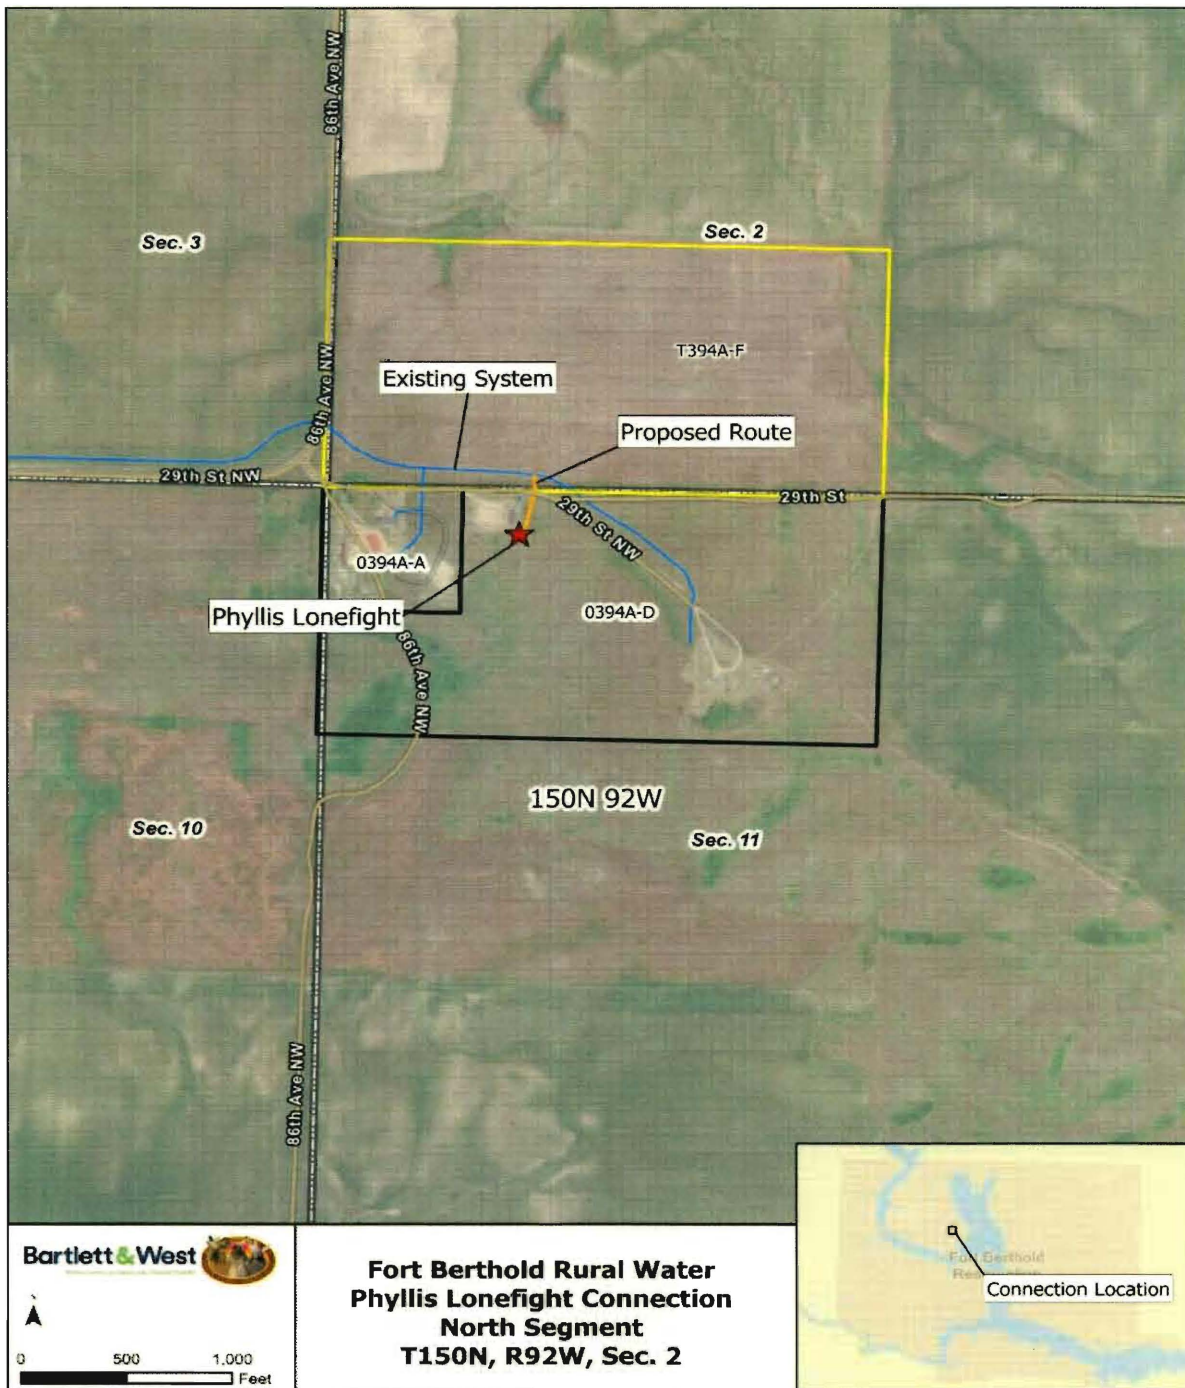 86th Ave NW
Sec. 3
Sec. 2
T394A-F
86th Ave NW
Existing System
Proposed Route
29th St NW
29th St
29th St NW
0394A-A
Phyllis Lonefight
0394A-D
86th Ave NW
150N 92W
Sec. 10
Sec. 11
86th Ave NW
Bartlett & West
0 500 1,000
Feet
Fort Berthold Rural Water
Phyllis Lonefight Connection
North Segment
T150N, R92W, Sec. 2
Fort Berthold
Connection Location